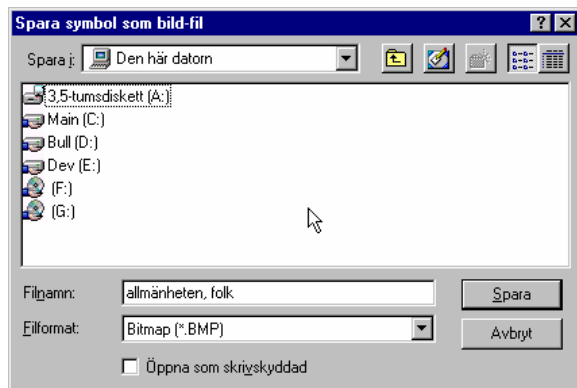 Spara symbol som bild-fil
Spara i: Den här datorn
3,5-tumsdiskett (A:)
Main (C:)
Bull (D:)
Dev (E:)
(F:)
(G:)
Filnamn: allmänheten, folk
Spara
Filformat: Bitmap (*.BMP)
Avbryt
Öppna som skrivskyddad